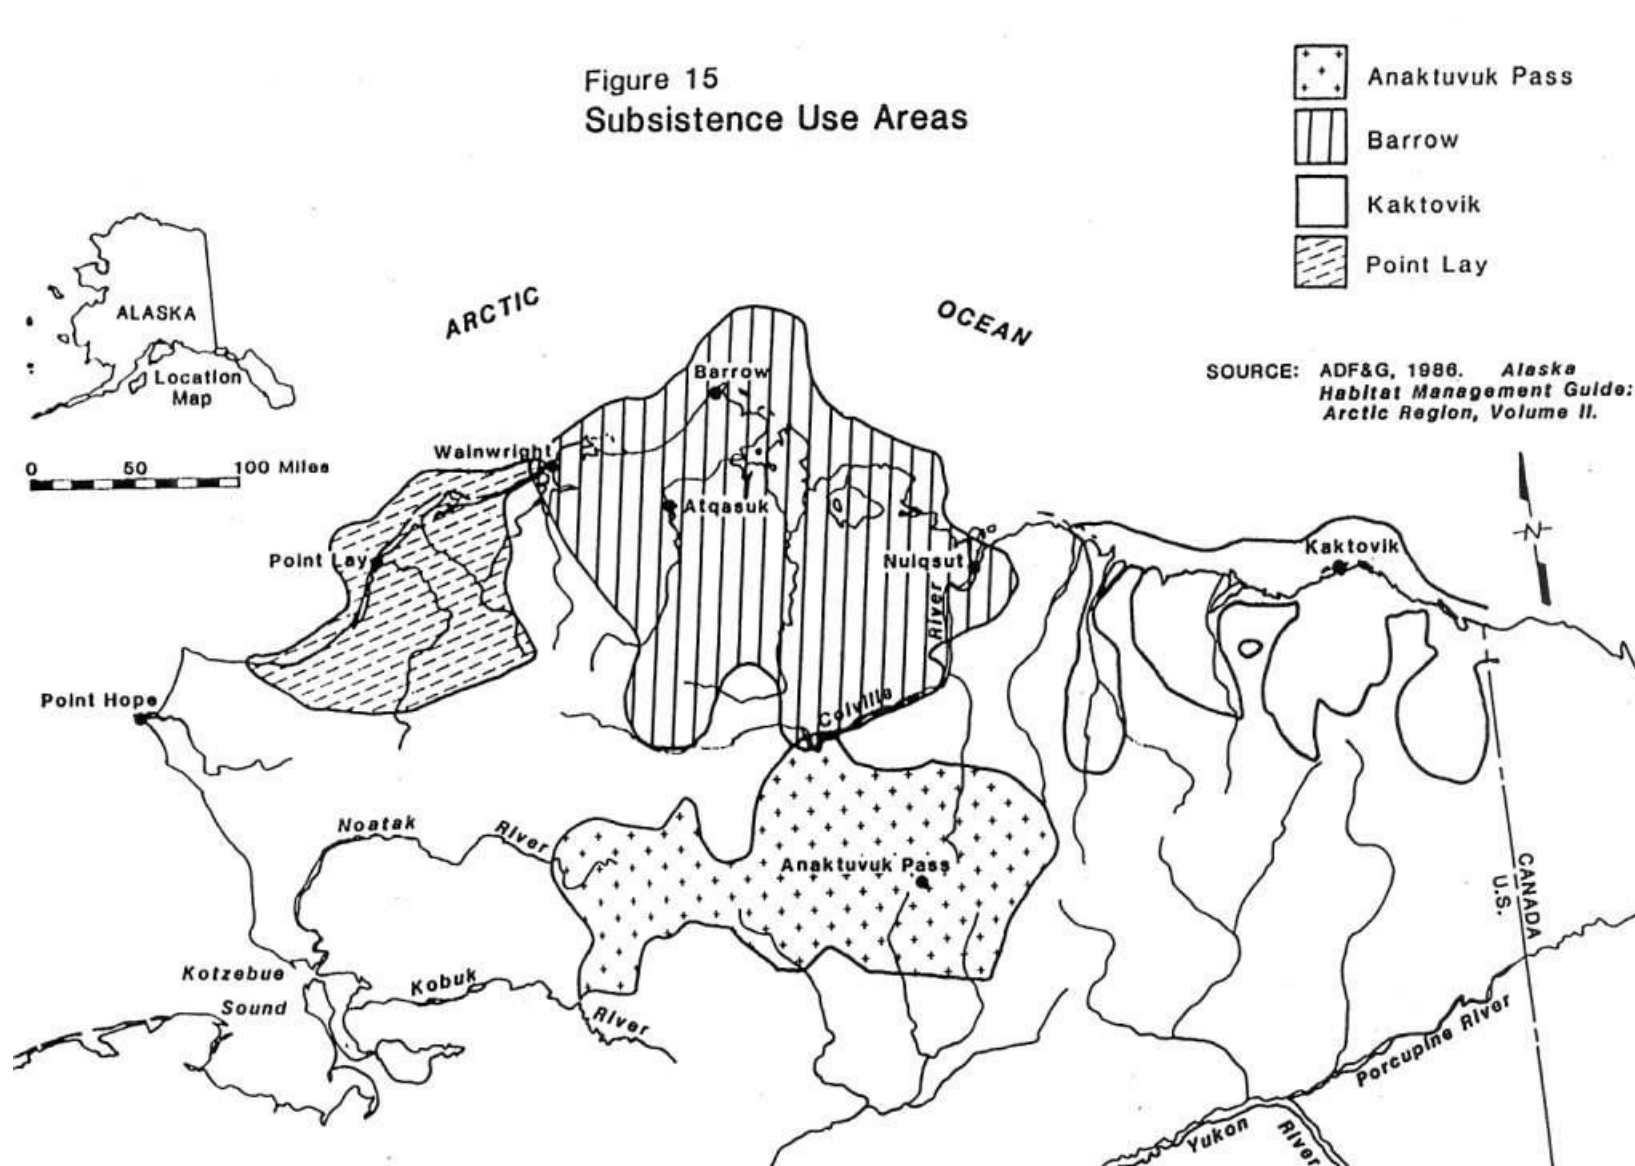 Figure 15
Subsistence Use Areas
Anaktuvuk Pass
Barrow
Kaktovik
Point Lay
ALASKA
Location
Map
ARCTIC
OCEAN
SOURCE: ADF&G, 1986. Alaska
Habitat Management Guide:
Arctic Region, Volume II.
0 50 100 Miles
Barrow
Wainwright
Atqasuk
Point Lay
Nuiqsut
Kaktovik
N
River
Point Hope
Colville
Noatak
River
Anaktuvuk Pass
CANADA
U.S.
Kotzebue
Sound
Kobuk
River
Porcupine River
Yukon
River